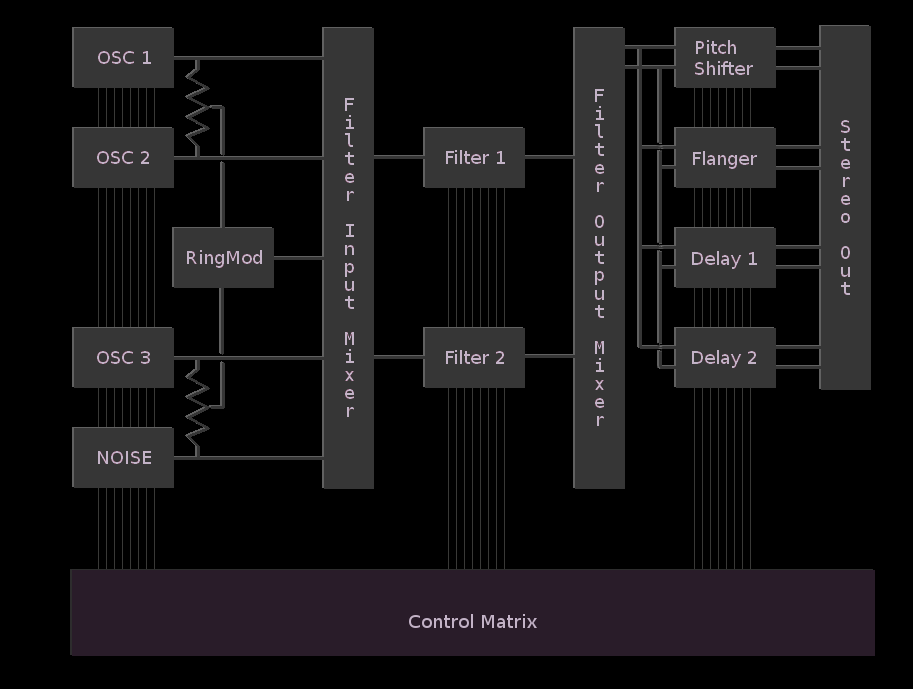 OSC 1
OSC 2
RingMod
OSC 3
NOISE
Filter Input Mixer
Filter 1
Filter 2
Filter Output Mixer
Pitch
Shifter
Flanger
Delay 1
Delay 2
Stereo Out
Control Matrix